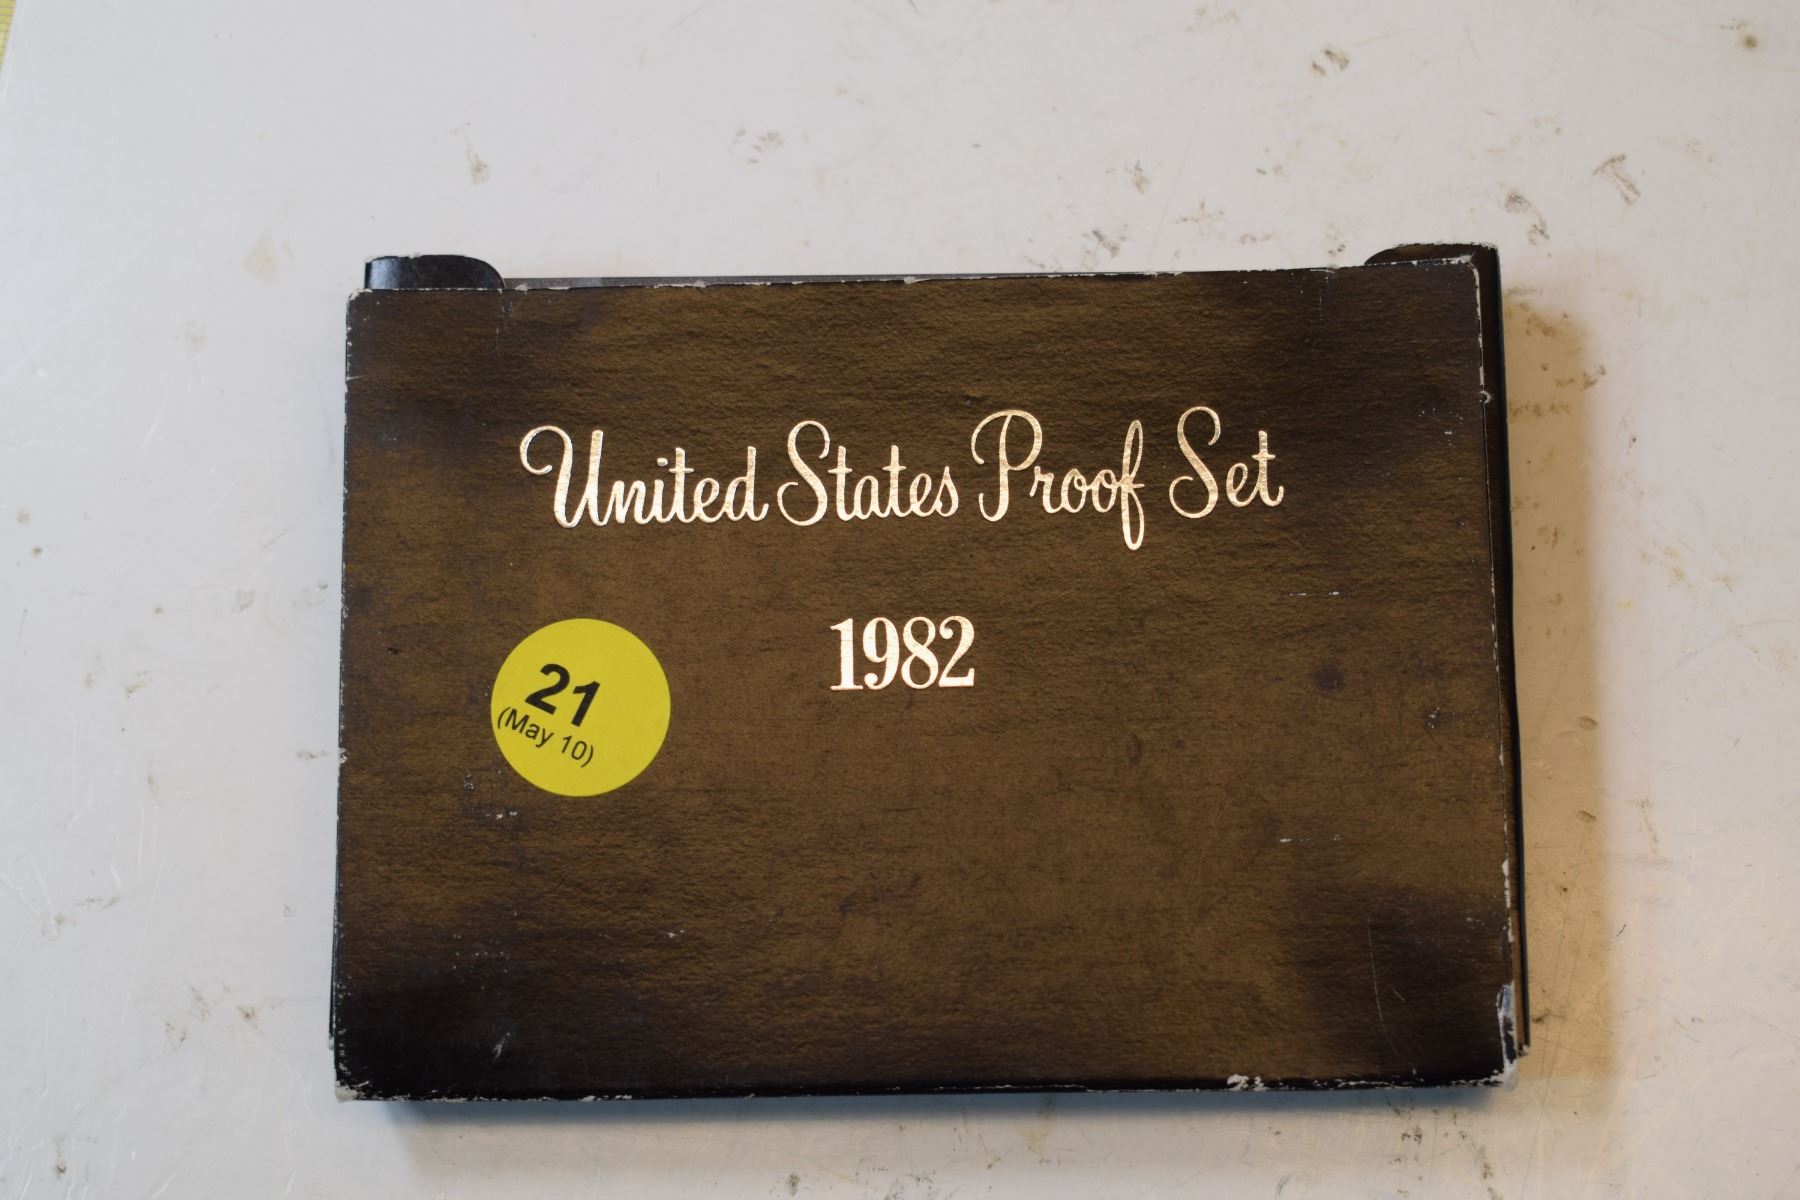 United States Proof Set
1982
21
(May 10)